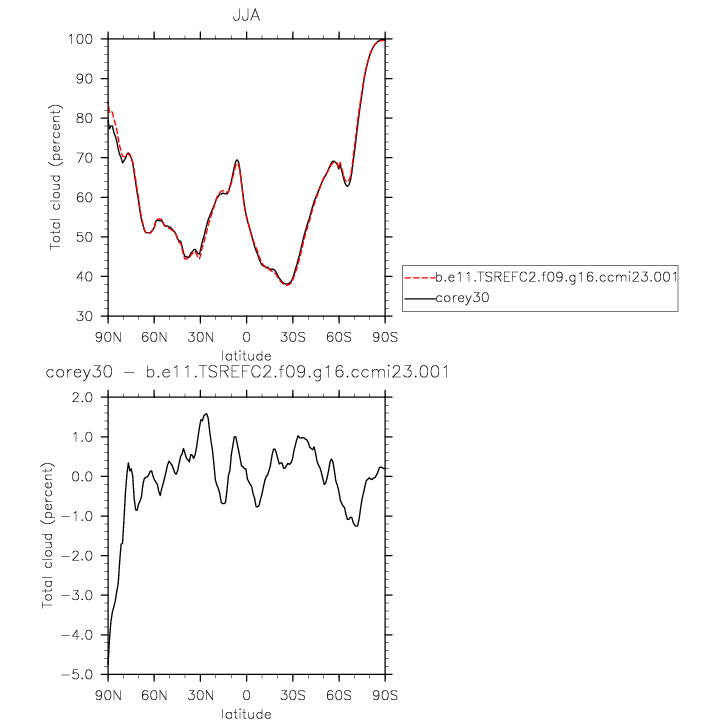 JJA
100
90
80
70
60
50
40
30
Total cloud (percent)
90N 60N 30N 0 30S 60S 90S
latitude
b.e11.TSREFC2.f09.g16.ccmi23.001
corey30
corey30 – b.e11.TSREFC2.f09.g16.ccmi23.001
2.0
1.0
0.0
−1.0
−2.0
−3.0
−4.0
−5.0
Total cloud (percent)
90N 60N 30N 0 30S 60S 90S
latitude